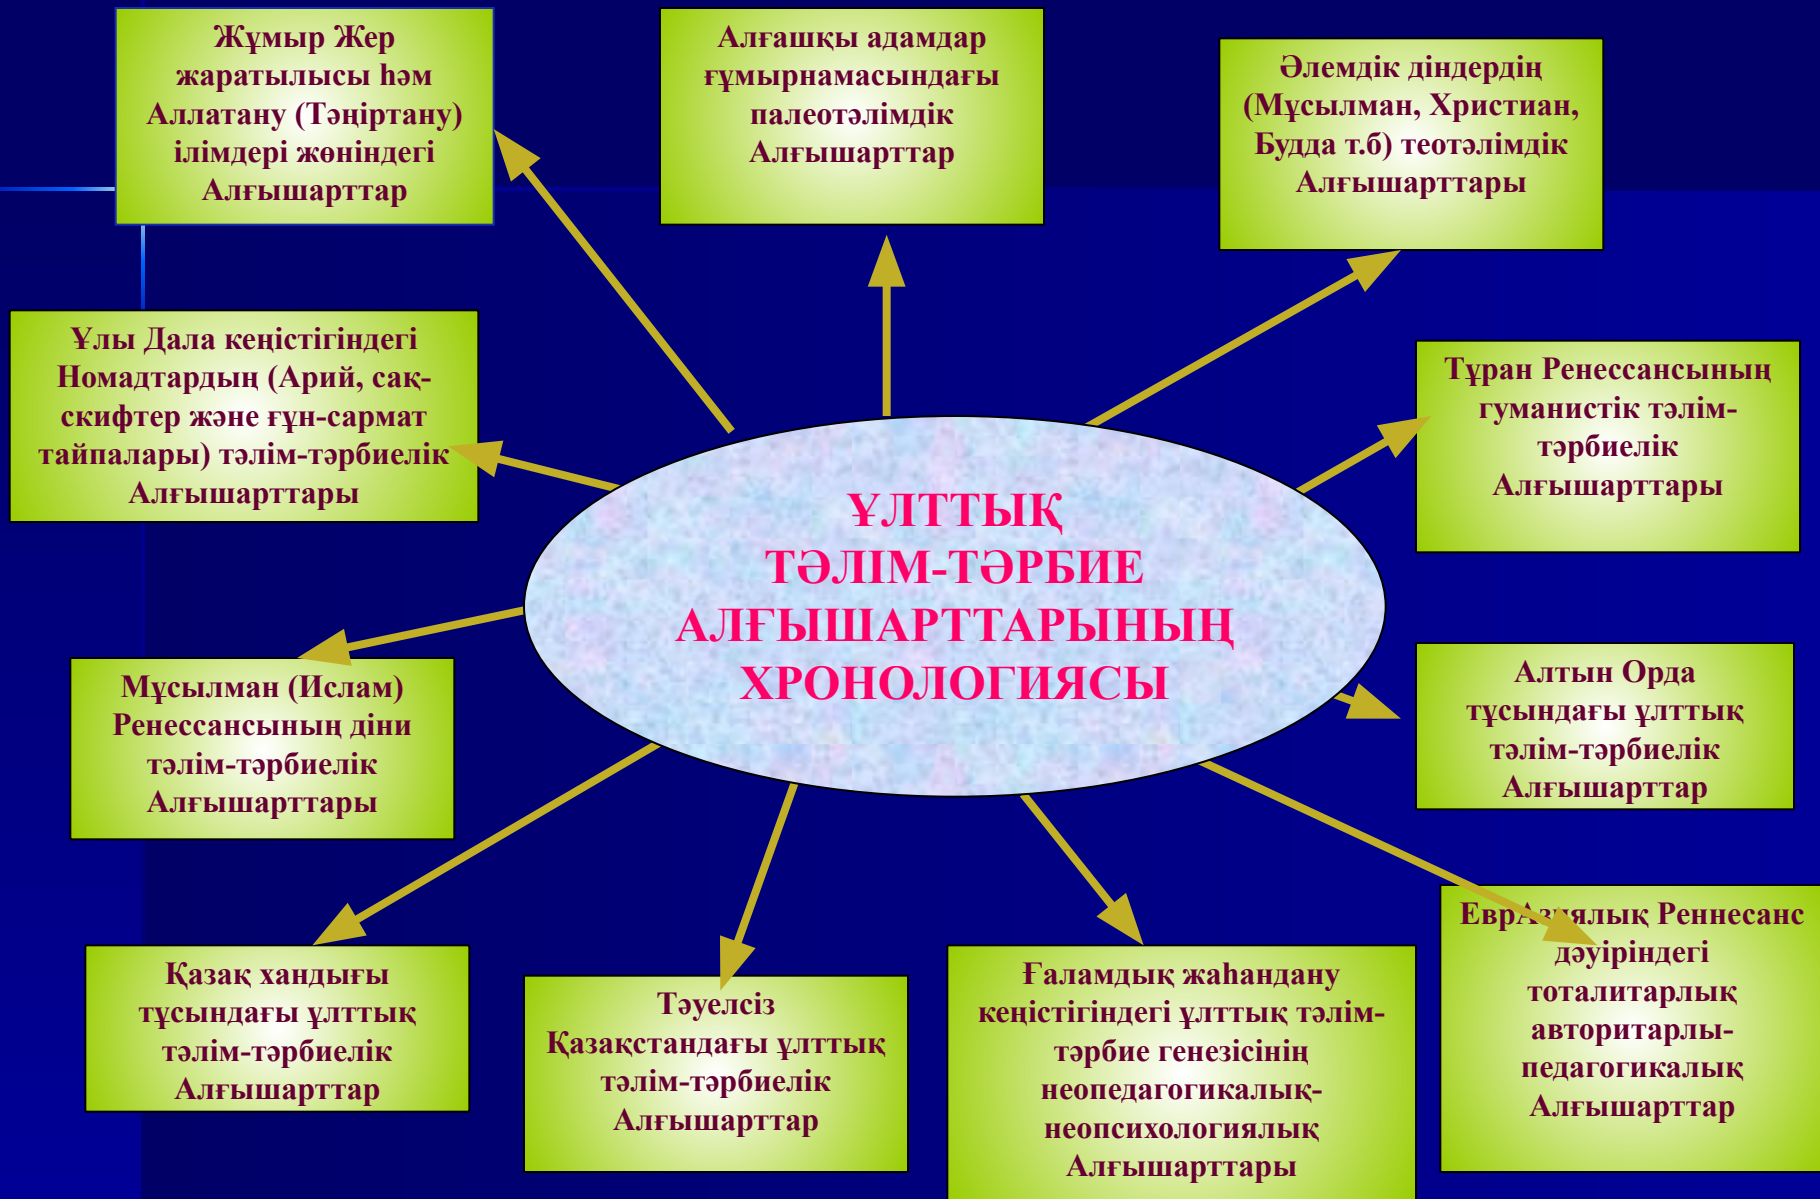 Жұмыр Жер
жаратылысы һәм
Аллатану (Тәңіртану)
ілімдері жөніндегі
Алғышарттар
Алғашқы адамдар
ғұмырнамасындағы
палеотәлімдік
Алғышарттар
Әлемдік діндердің
(Мұсылман, Христиан,
Будда т.б) теотәлімдік
Алғышарттары
Ұлы Дала кеңістігіндегі
Номадтардың (Арий, сақ-
скифтер және ғұн-сармат
тайпалары) тәлім-тәрбиелік
Алғышарттары
Тұран Ренессансының
гуманистік тәлім-
тәрбиелік
Алғышарттары
ҰЛТТЫҚ
ТӘЛІМ-ТӘРБИЕ
АЛҒЫШАРТТАРЫНЫҢ
ХРОНОЛОГИЯСЫ
Мұсылман (Ислам)
Ренессансының діни
тәлім-тәрбиелік
Алғышарттары
Алтын Орда
тұсындағы ұлттық
тәлім-тәрбиелік
Алғышарттар
Қазақ хандығы
тұсындағы ұлттық
тәлім-тәрбиелік
Алғышарттар
Тәуелсіз
Қазақстандағы ұлттық
тәлім-тәрбиелік
Алғышарттар
Ғаламдық жаһандану
кеңістігіндегі ұлттық тәлім-
тәрбие генезісінің
неопедагогикалық-
неопсихологиялық
Алғышарттары
ЕврАзиялық Реннесанс
дәуіріндегі
тоталитарлық
авторитарлы-
педагогикалық
Алғышарттар